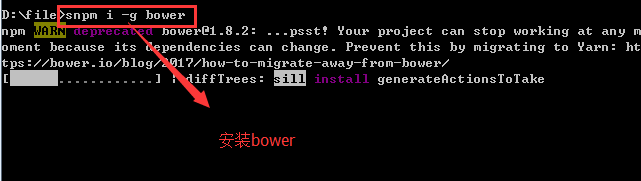 D:\file>snpm i -g bower
npm WARN deprecated bower@1.8.2: ...psst! Your project can stop working at any m
oment because its dependencies can change. Prevent this by migrating to Yarn: ht
tps://bower.io/blog/2017/how-to-migrate-away-from-bower/
[      ............] | diffTrees: sill install generateActionsToTake
安装bower